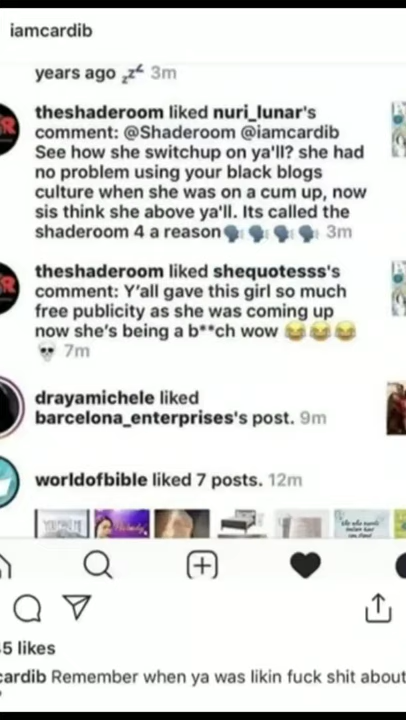 iamcardib
years ago 💤 3m
theshaderoom liked nuri_lunar's
comment: @Shaderoom @iamcardib
See how she switchup on ya'll? she had
no problem using your black blogs
culture when she was on a cum up, now
sis think she above ya'll. Its called the
shaderoom 4 a reason🗣🗣🗣🗣 3m
theshaderoom liked shequotesss's
comment: Y'all gave this girl so much
free publicity as she was coming up
now she's being a b**ch wow 😂😂😂
💀 7m
drayamichele liked
barcelona_enterprises's post. 9m
worldofbible liked 7 posts. 12m
5 likes
cardib Remember when ya was likin fuck shit about